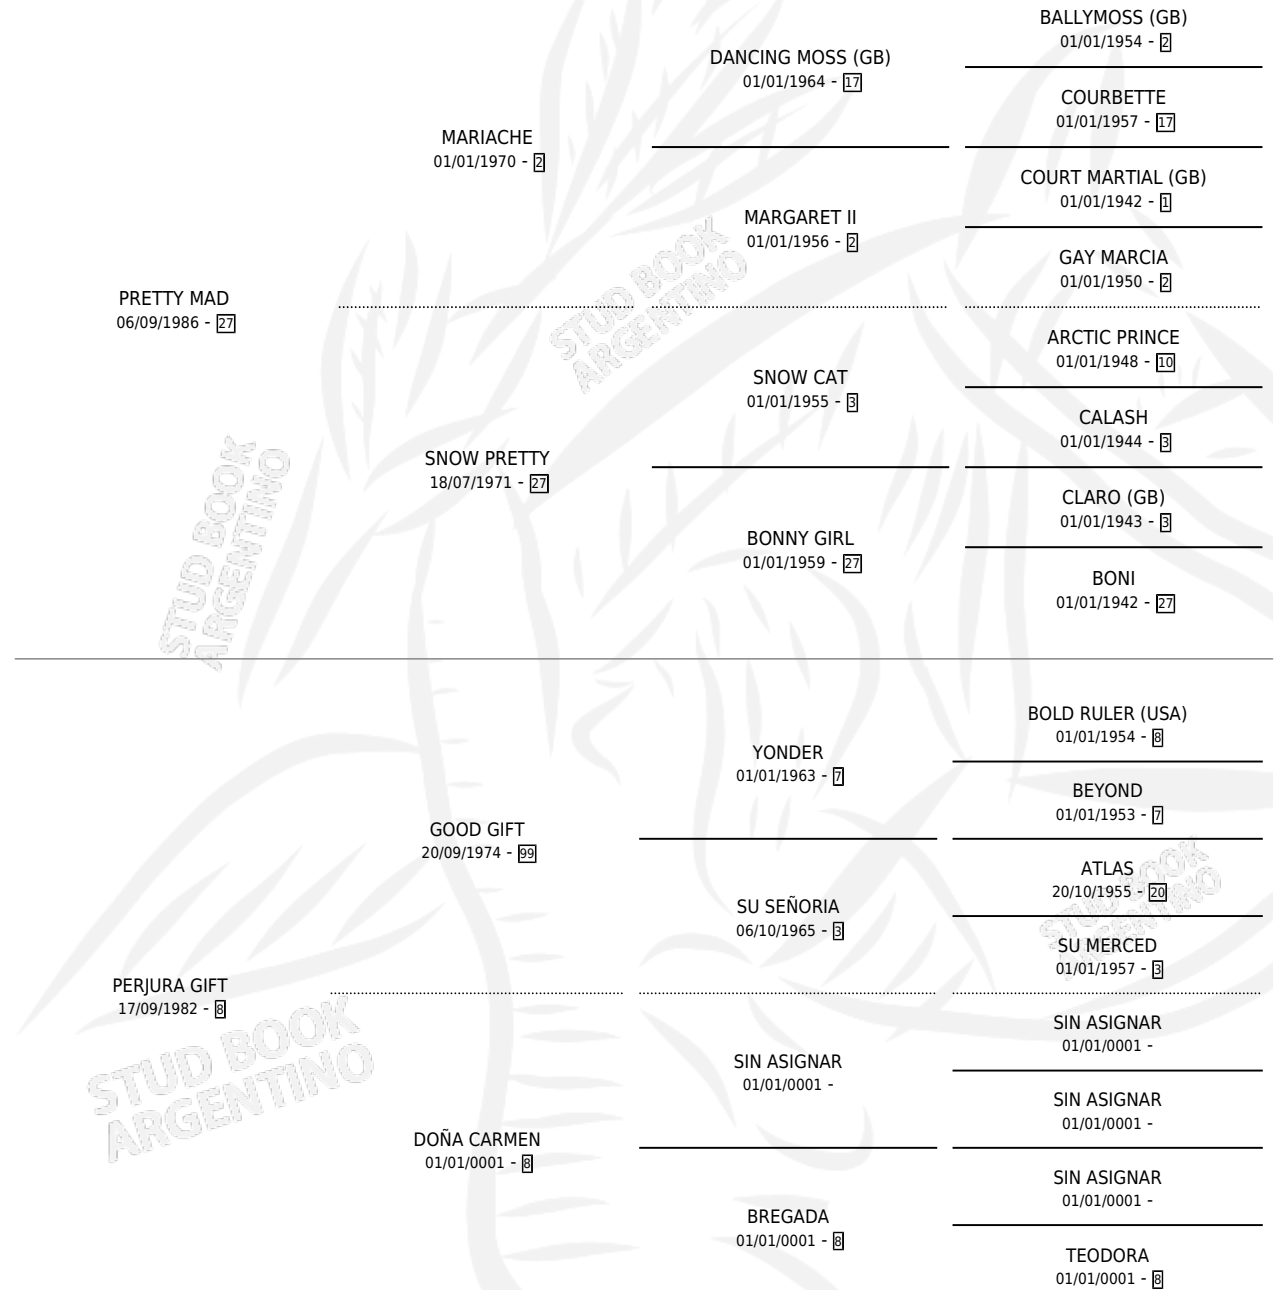 BALLYMOSS (GB)
01/01/1954 - 2
DANCING MOSS (GB)
01/01/1964 - 17
COURBETTE
01/01/1957 - 17
MARIACHE
01/01/1970 - 2
COURT MARTIAL (GB)
01/01/1942 - 1
MARGARET II
01/01/1956 - 2
GAY MARCIA
01/01/1950 - 2
PRETTY MAD
06/09/1986 - 27
STUD BOOK
ARGENTINO
ARCTIC PRINCE
01/01/1948 - 10
SNOW CAT
01/01/1955 - 3
CALASH
01/01/1944 - 3
SNOW PRETTY
18/07/1971 - 27
CLARO (GB)
01/01/1943 - 3
BONNY GIRL
01/01/1959 - 27
BONI
01/01/1942 - 27
STUD BOOK
ARGENTINO
BOLD RULER (USA)
01/01/1954 - 8
YONDER
01/01/1963 - 7
BEYOND
01/01/1953 - 7
GOOD GIFT
20/09/1974 - 99
ATLAS
20/10/1955 - 20
SU SEÑORIA
06/10/1965 - 3
STUD BOOK
ARGENTINO
SU MERCED
01/01/1957 - 3
PERJURA GIFT
17/09/1982 - 8
SIN ASIGNAR
01/01/0001 -
SIN ASIGNAR
01/01/0001 -
STUD BOOK
ARGENTINO
SIN ASIGNAR
01/01/0001 -
DOÑA CARMEN
01/01/0001 - 8
SIN ASIGNAR
01/01/0001 -
BREGADA
01/01/0001 - 8
TEODORA
01/01/0001 - 8